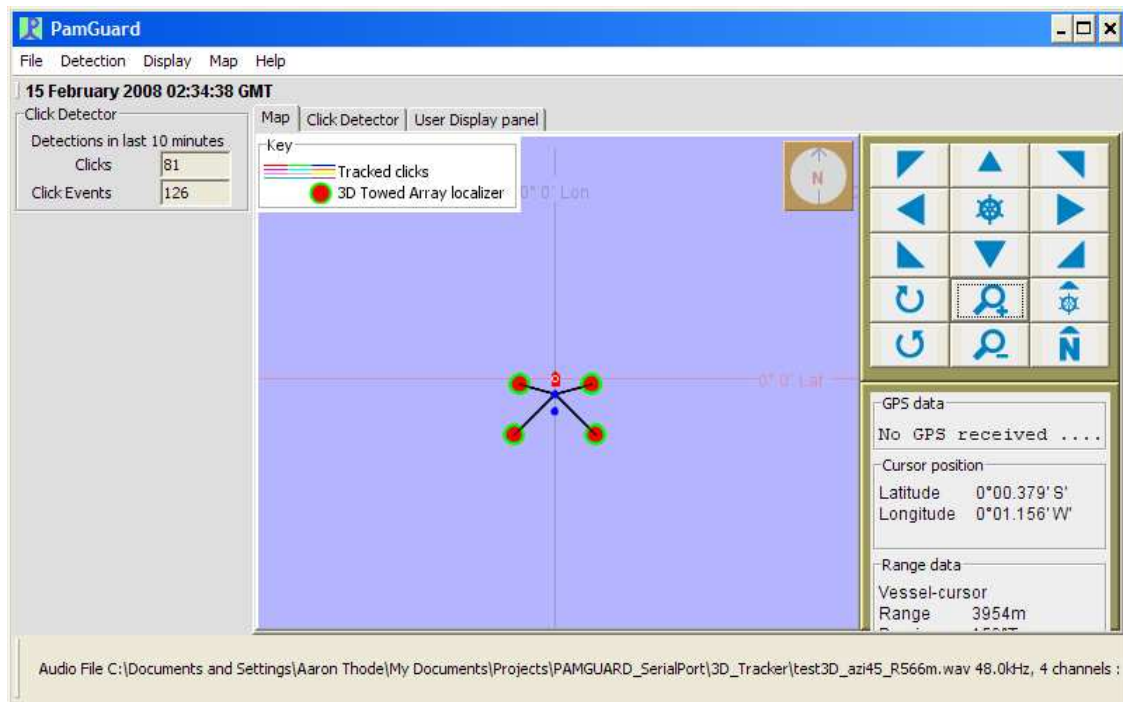 PamGuard
File Detection Display Map Help
15 February 2008 02:34:38 GMT
Click Detector
Detections in last 10 minutes
Clicks 81
Click Events 126
Map Click Detector User Display panel
Key
Tracked clicks
3D Towed Array localizer
0° 0' Lon
N
0° 0' Lat
N
GPS data
No GPS received ....
Cursor position
Latitude 0°00.379' S'
Longitude 0°01.156' W'
Range data
Vessel-cursor
Range 3954m
Audio File C:\Documents and Settings\Aaron Thode\My Documents\Projects\PAMGUARD_SerialPort\3D_Tracker\test3D_azi45_R566m.wav 48.0kHz, 4 channels :